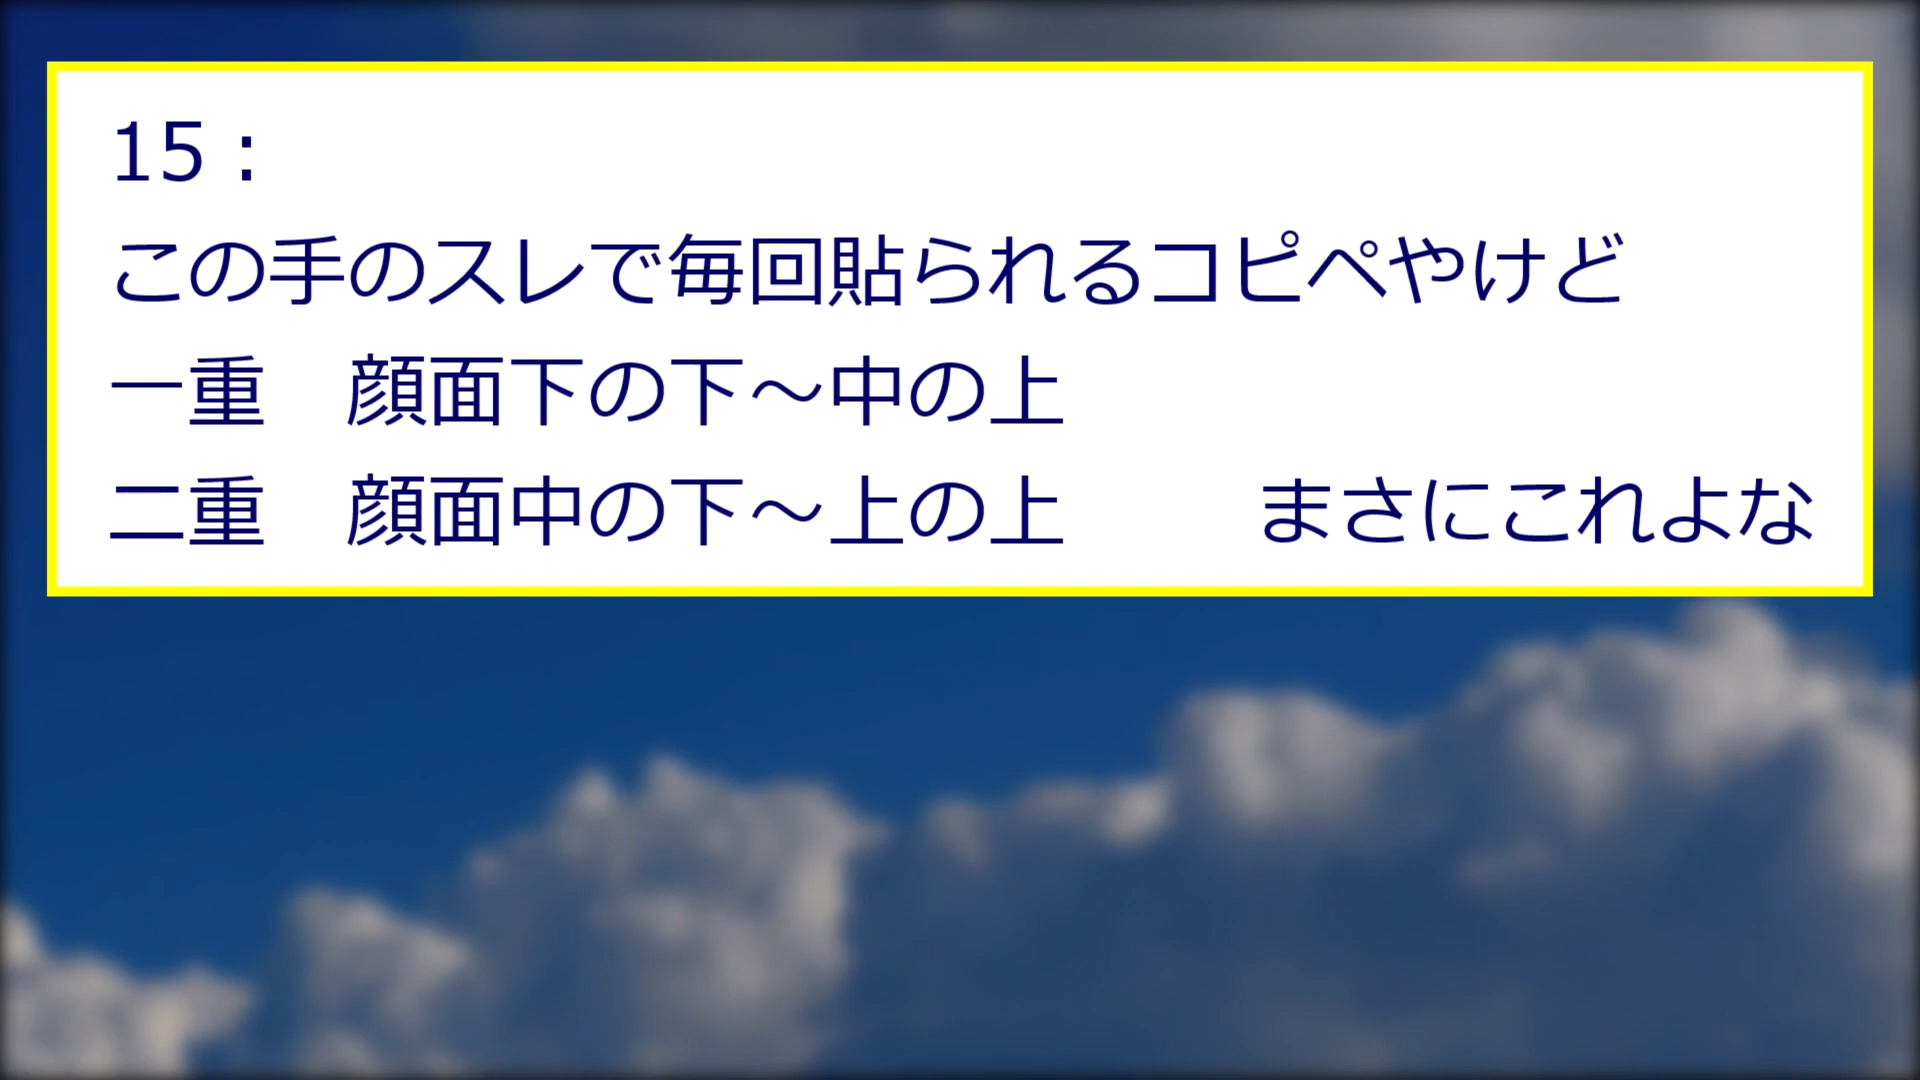 15：
この手のスレで毎回貼られるコピペやけど
一重　顔面下の下～中の上
二重　顔面中の下～上の上　　まさにこれよな